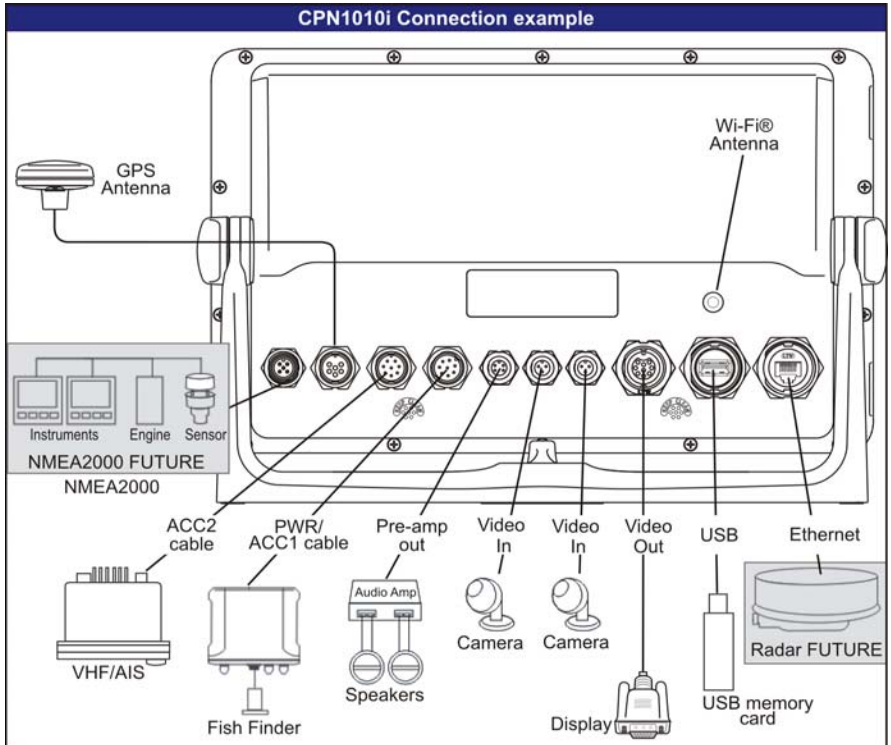 CPN1010i Connection example
GPS
Antenna
Wi-Fi®
Antenna
Instruments
Engine
Sensor
NMEA2000 FUTURE
NMEA2000
ACC2
cable
PWR/
ACC1 cable
Pre-amp
out
Video
In
Video
In
Video
Out
USB
Ethernet
VHF/AIS
Fish Finder
Audio Amp
Speakers
Camera
Camera
Display
USB memory
card
Radar FUTURE